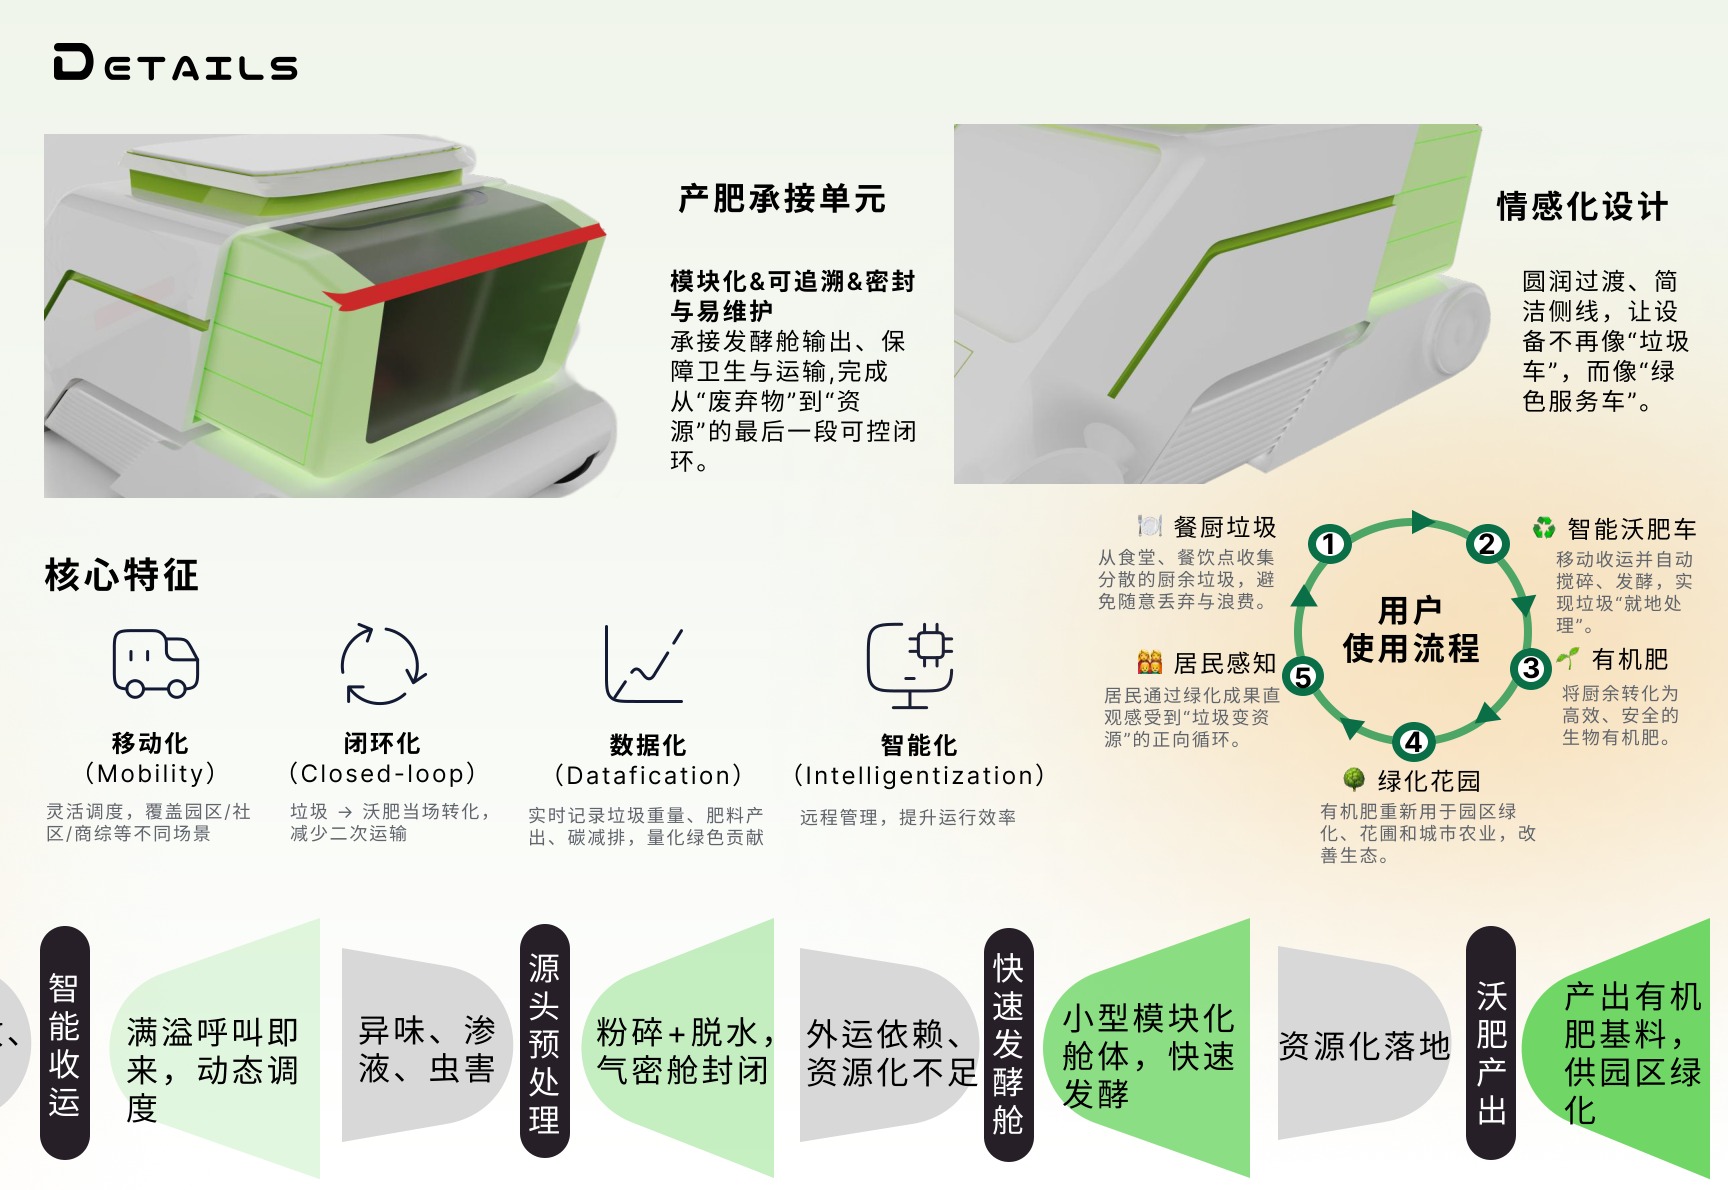 DETAILS
产肥承接单元
模块化&可追溯&密封
与易维护
承接发酵舱输出、保
障卫生与运输,完成
从“废弃物”到“资
源”的最后一段可控闭
环。
情感化设计
圆润过渡、简
洁侧线，让设
备不再像“垃圾
车”，而像“绿
色服务车”。
核心特征
移动化
（Mobility）
灵活调度，覆盖园区/社
区/商综等不同场景
闭环化
（Closed-loop）
垃圾 → 沃肥当场转化，
减少二次运输
数据化
（Datafication）
实时记录垃圾重量、肥料产
出、碳减排，量化绿色贡献
智能化
（Intelligentization）
远程管理，提升运行效率
用户
使用流程
1
餐厨垃圾
从食堂、餐饮点收集
分散的厨余垃圾，避
免随意丢弃与浪费。
2
智能沃肥车
移动收运并自动
搅碎、发酵，实
现垃圾“就地处
理”。
3
有机肥
将厨余转化为
高效、安全的
生物有机肥。
4
绿化花园
有机肥重新用于园区绿
化、花圃和城市农业，改
善生态。
5
居民感知
居民通过绿化成果直
观感受到“垃圾变资
源”的正向循环。
、
智能收运
满溢呼叫即
来，动态调
度
异味、渗
液、虫害
源头预处理
粉碎+脱水，
气密舱封闭
外运依赖、
资源化不足
快速发酵舱
小型模块化
舱体，快速
发酵
资源化落地
沃肥产出
产出有机
肥基料，
供园区绿
化